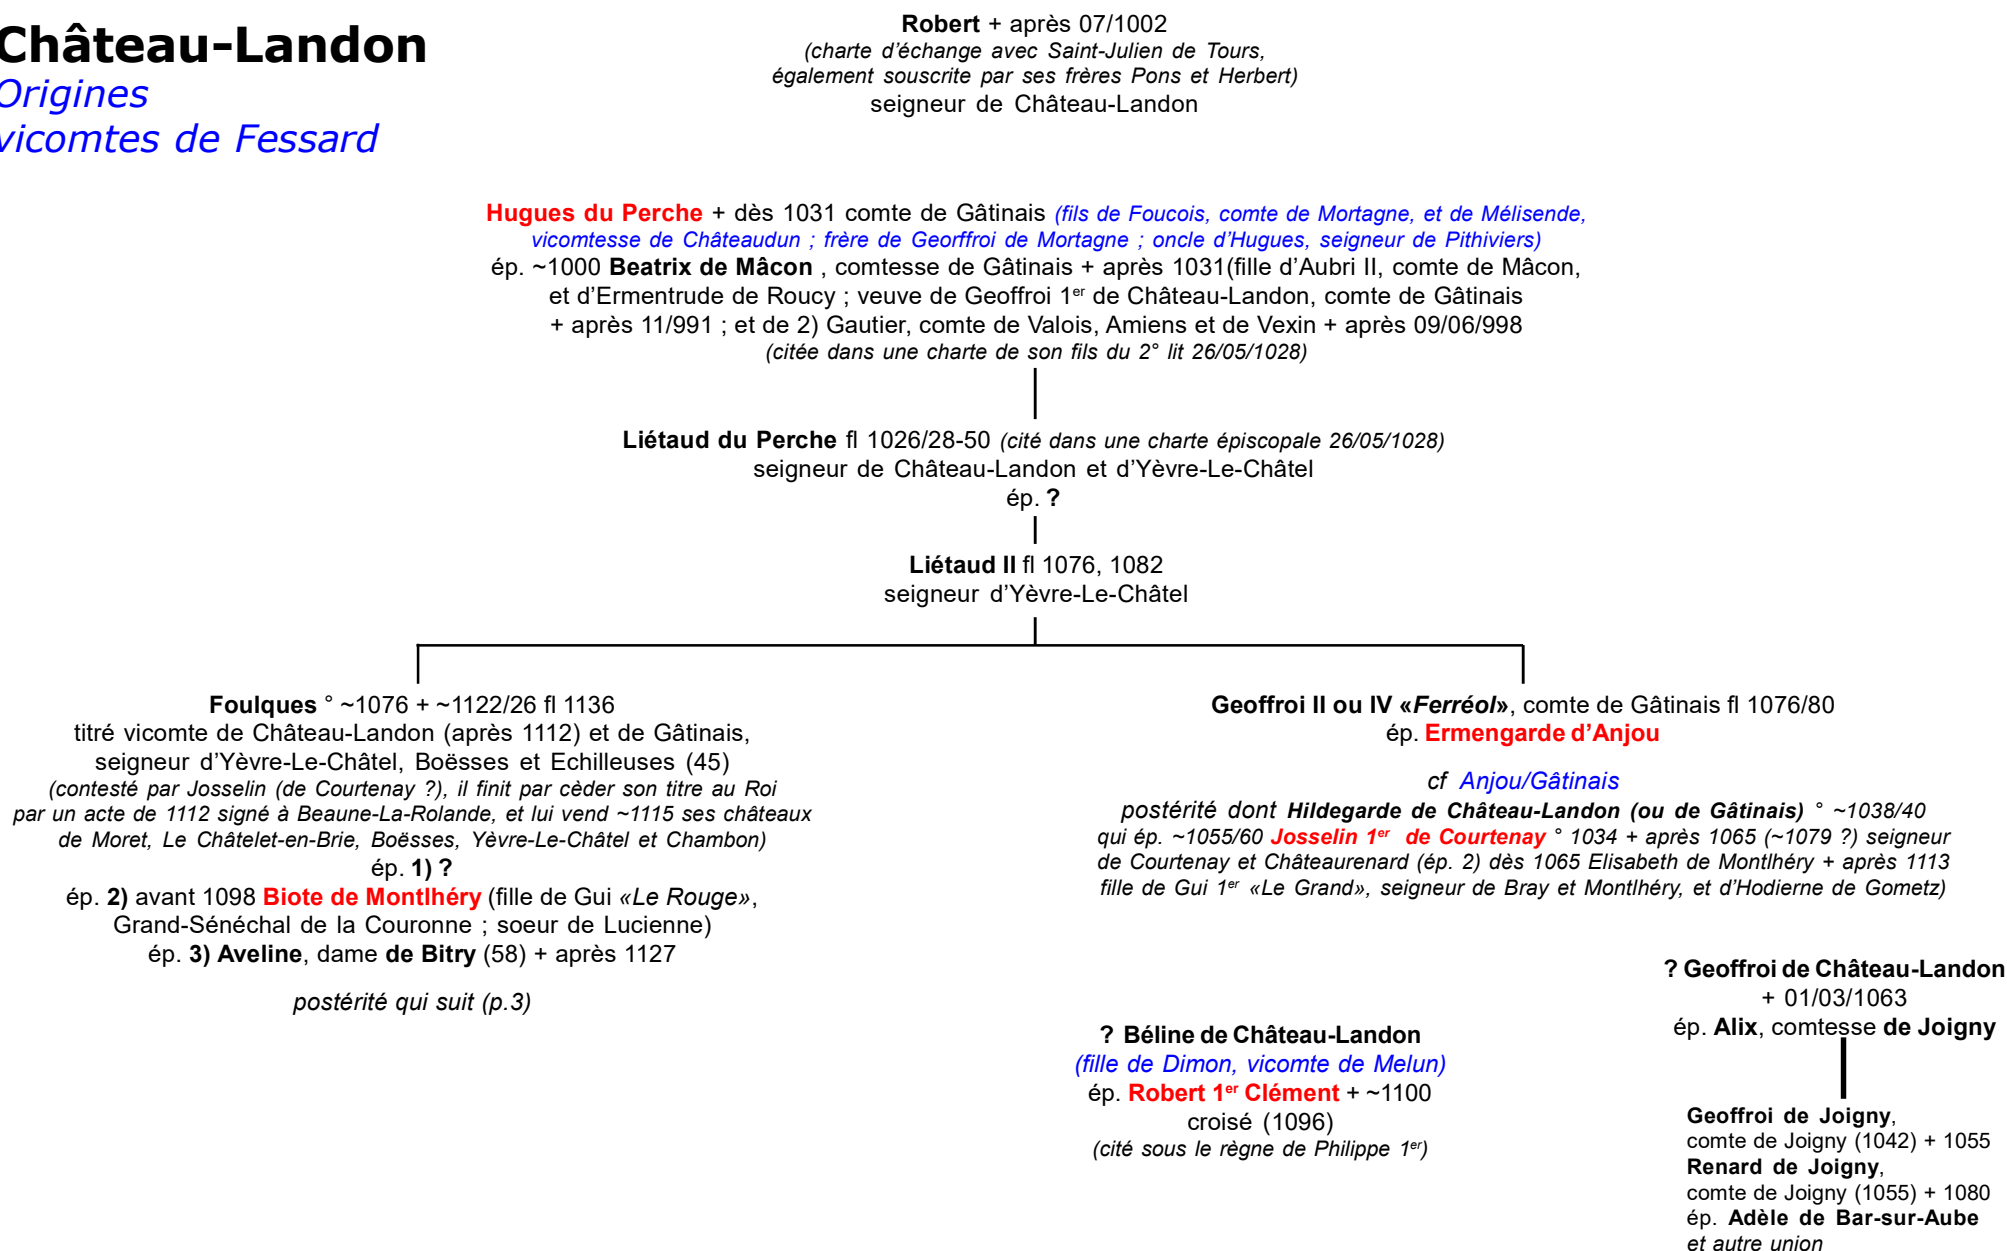 Château-Landon
Origines
vicomtes de Fessard
Robert + après 07/1002
(charte d'échange avec Saint-Julien de Tours,
également souscrite par ses frères Pons et Herbert)
seigneur de Château-Landon
Hugues du Perche + dès 1031 comte de Gâtinais (fils de Foucois, comte de Mortagne, et de Mélisende,
vicomtesse de Châteaudun ; frère de Georffroi de Mortagne ; oncle d'Hugues, seigneur de Pithiviers)
ép. ~1000 Beatrix de Mâcon , comtesse de Gâtinais + après 1031(fille d'Aubri II, comte de Mâcon,
et d'Ermentrude de Roucy ; veuve de Geoffroi 1er de Château-Landon, comte de Gâtinais
+ après 11/991 ; et de 2) Gautier, comte de Valois, Amiens et de Vexin + après 09/06/998
(citée dans une charte de son fils du 2° lit 26/05/1028)
Liétaud du Perche fl 1026/28-50 (cité dans une charte épiscopale 26/05/1028)
seigneur de Château-Landon et d'Yèvre-Le-Châtel
ép. ?
Liétaud II fl 1076, 1082
seigneur d'Yèvre-Le-Châtel
Foulques ° ~1076 + ~1122/26 fl 1136
titré vicomte de Château-Landon (après 1112) et de Gâtinais,
seigneur d'Yèvre-Le-Châtel, Boësses et Echilleuses (45)
(contesté par Josselin (de Courtenay ?), il finit par cèder son titre au Roi
par un acte de 1112 signé à Beaune-La-Rolande, et lui vend ~1115 ses châteaux
de Moret, Le Châtelet-en-Brie, Boësses, Yèvre-Le-Châtel et Chambon)
ép. 1) ?
ép. 2) avant 1098 Biote de Montlhéry (fille de Gui «Le Rouge»,
Grand-Sénéchal de la Couronne ; soeur de Lucienne)
ép. 3) Aveline, dame de Bitry (58) + après 1127
postérité qui suit (p.3)
Geoffroi II ou IV «Ferréol», comte de Gâtinais fl 1076/80
ép. Ermengarde d'Anjou
cf Anjou/Gâtinais
postérité dont Hildegarde de Château-Landon (ou de Gâtinais) ° ~1038/40
qui ép. ~1055/60 Josselin 1er de Courtenay ° 1034 + après 1065 (~1079 ?) seigneur
de Courtenay et Châteaurenard (ép. 2) dès 1065 Elisabeth de Montlhéry + après 1113
fille de Gui 1er «Le Grand», seigneur de Bray et Montlhéry, et d'Hodierne de Gometz)
? Béline de Château-Landon
(fille de Dimon, vicomte de Melun)
ép. Robert 1er Clément + ~1100
croisé (1096)
(cité sous le règne de Philippe 1er)
? Geoffroi de Château-Landon
+ 01/03/1063
ép. Alix, comtesse de Joigny
Geoffroi de Joigny,
comte de Joigny (1042) + 1055
Renard de Joigny,
comte de Joigny (1055) + 1080
ép. Adèle de Bar-sur-Aube
et autre union